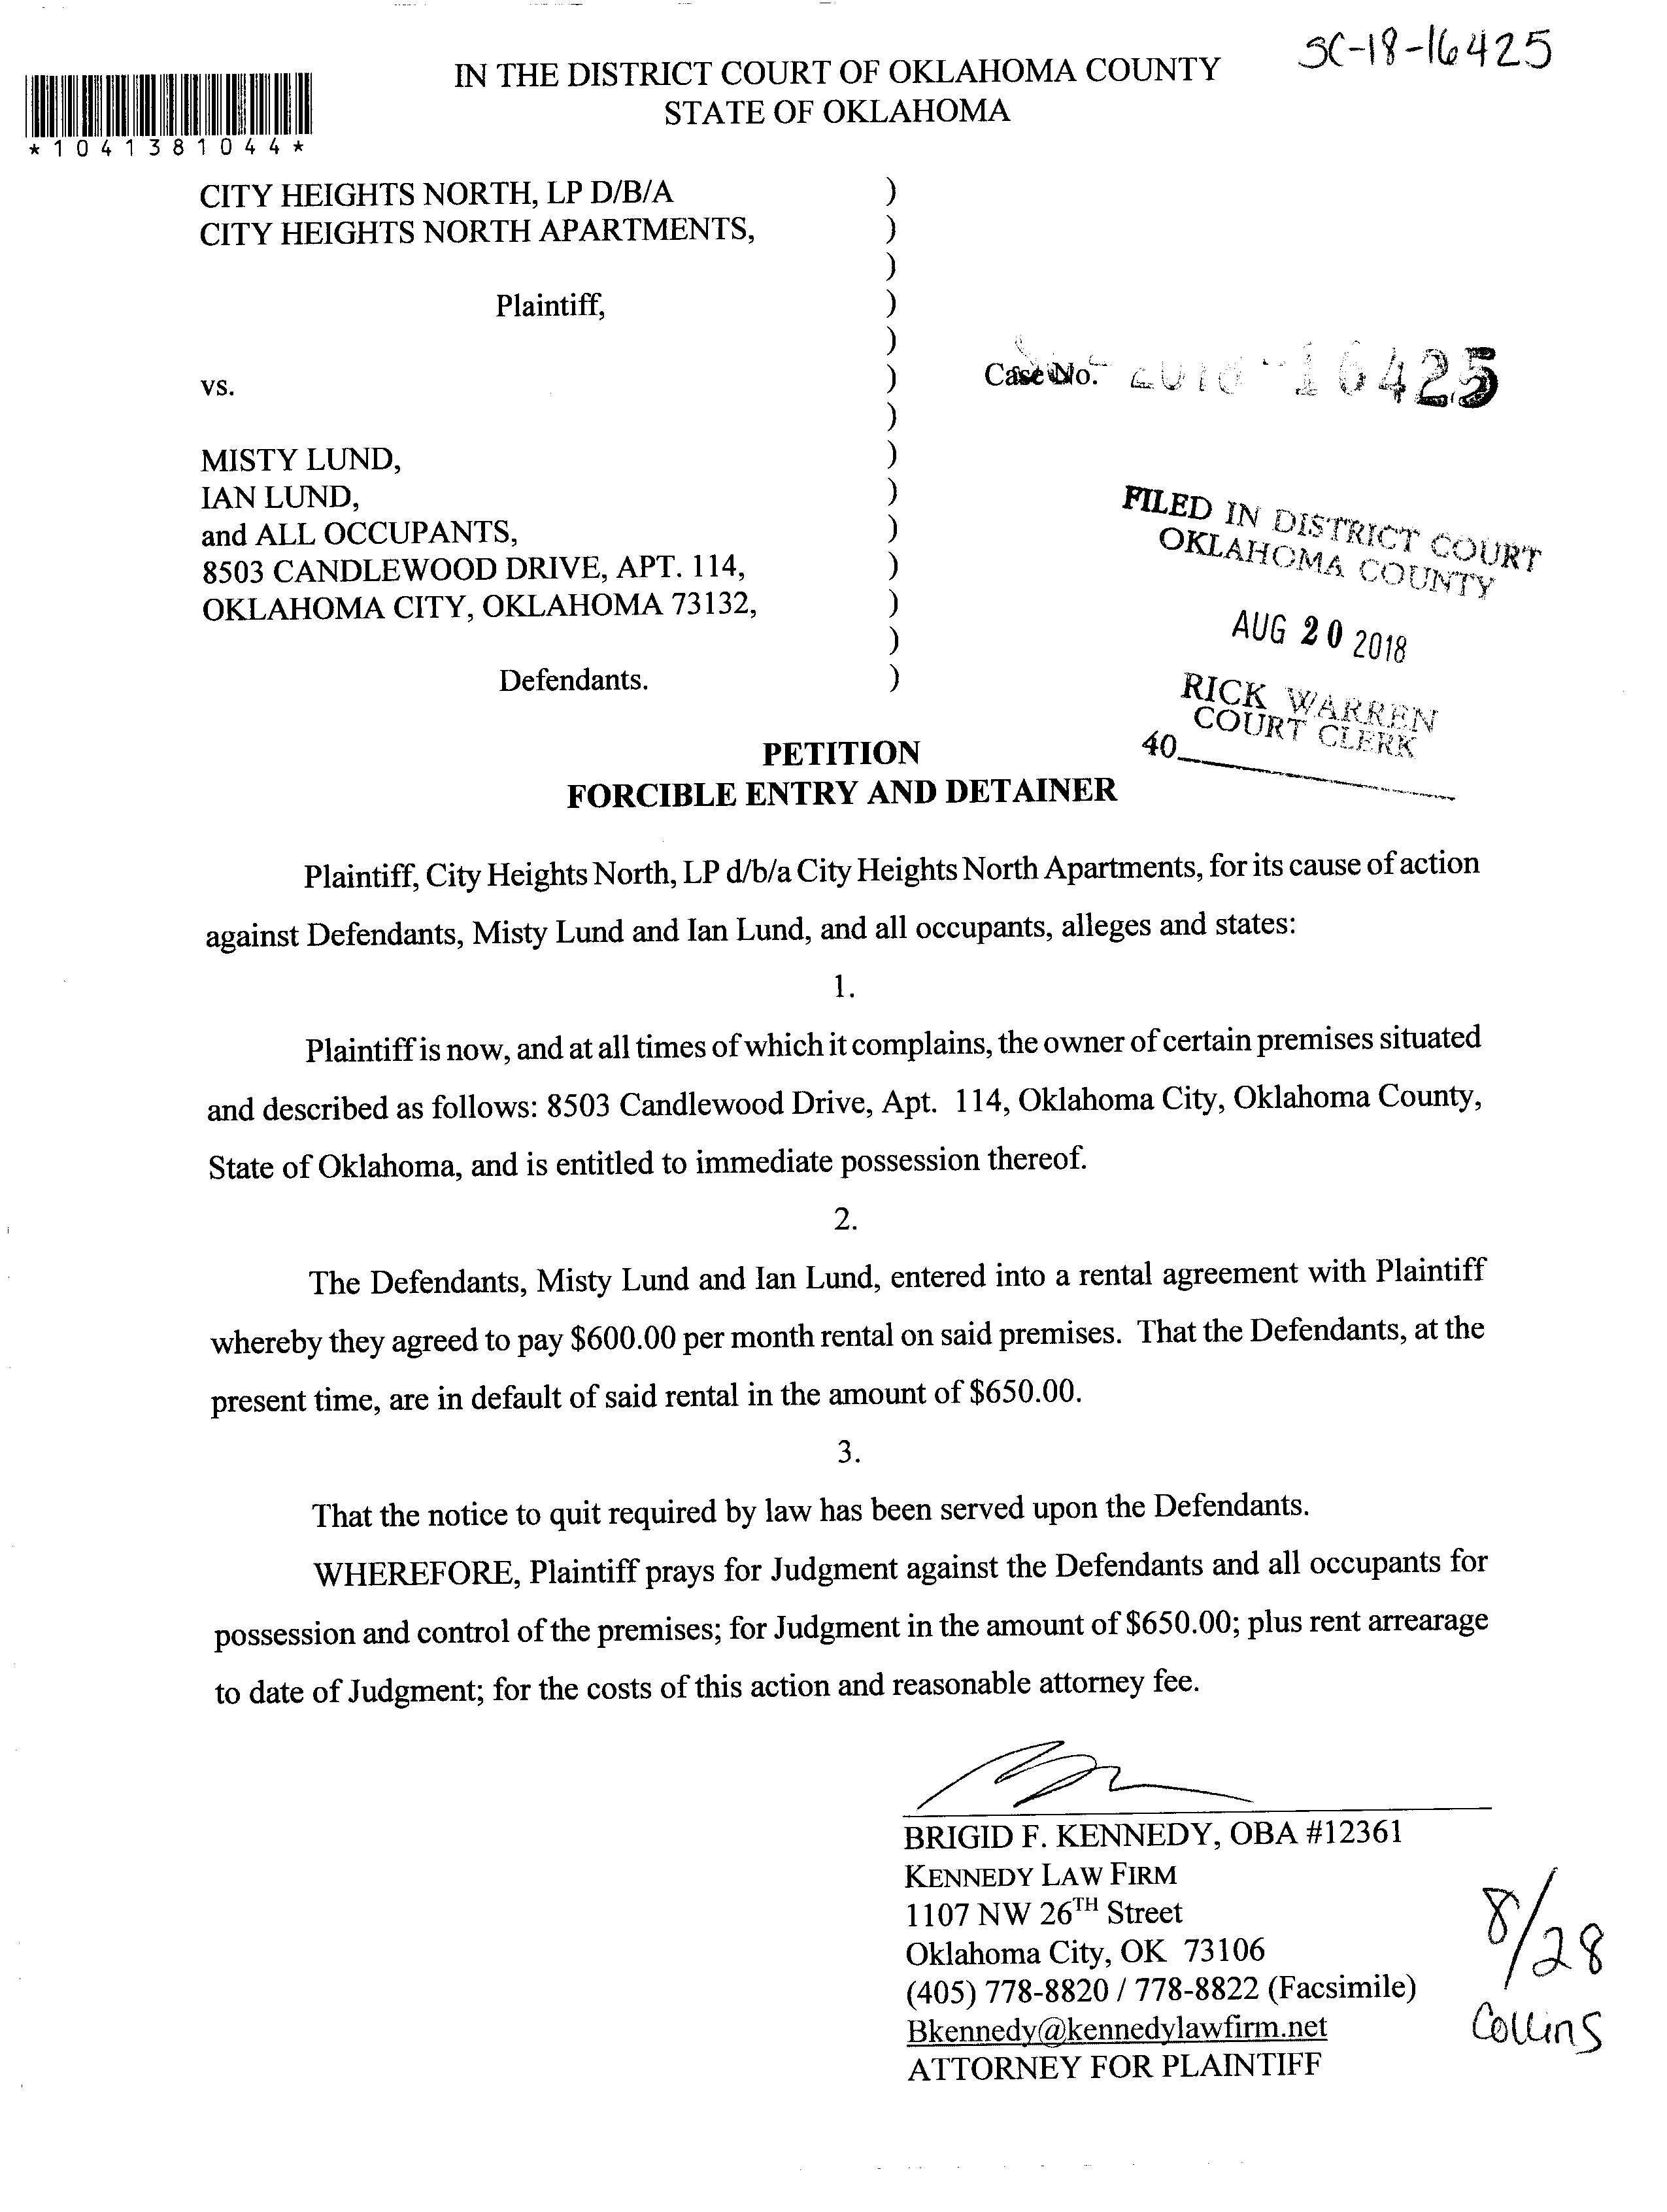 SC-18-16425
IN THE DISTRICT COURT OF OKLAHOMA COUNTY
STATE OF OKLAHOMA
*1041381044*
CITY HEIGHTS NORTH, LP D/B/A )
CITY HEIGHTS NORTH APARTMENTS, )
)
Plaintiff, )
)
vs. ) Case No. 16425
)
MISTY LUND, )
IAN LUND, )
and ALL OCCUPANTS, )
8503 CANDLEWOOD DRIVE, APT. 114, )
OKLAHOMA CITY, OKLAHOMA 73132, )
)
Defendants. )
FILED IN DISTRICT COURT
OKLAHOMA COUNTY
AUG 20 2018
RICK WARREN
COURT CLERK
40
PETITION
FORCIBLE ENTRY AND DETAINER
Plaintiff, City Heights North, LP d/b/a City Heights North Apartments, for its cause of action
against Defendants, Misty Lund and Ian Lund, and all occupants, alleges and states:
1.
Plaintiff is now, and at all times of which it complains, the owner of certain premises situated
and described as follows: 8503 Candlewood Drive, Apt. 114, Oklahoma City, Oklahoma County,
State of Oklahoma, and is entitled to immediate possession thereof.
2.
The Defendants, Misty Lund and Ian Lund, entered into a rental agreement with Plaintiff
whereby they agreed to pay $600.00 per month rental on said premises. That the Defendants, at the
present time, are in default of said rental in the amount of $650.00.
3.
That the notice to quit required by law has been served upon the Defendants.
WHEREFORE, Plaintiff prays for Judgment against the Defendants and all occupants for
possession and control of the premises; for Judgment in the amount of $650.00; plus rent arrearage
to date of Judgment; for the costs of this action and reasonable attorney fee.
BRIGID F. KENNEDY, OBA #12361
KENNEDY LAW FIRM
1107 NW 26TH Street
Oklahoma City, OK 73106
(405) 778-8820 / 778-8822 (Facsimile)
Bkennedy@kennedylawfirm.net
ATTORNEY FOR PLAINTIFF
8/28
Collins